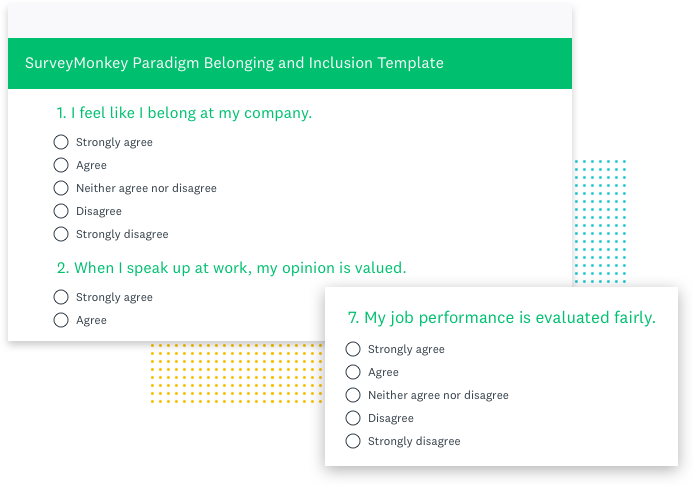 SurveyMonkey Paradigm Belonging and Inclusion Template
1. I feel like I belong at my company.
Strongly agree
Agree
Neither agree nor disagree
Disagree
Strongly disagree
2. When I speak up at work, my opinion is valued.
Strongly agree
Agree
7. My job performance is evaluated fairly.
Strongly agree
Agree
Neither agree nor disagree
Disagree
Strongly disagree